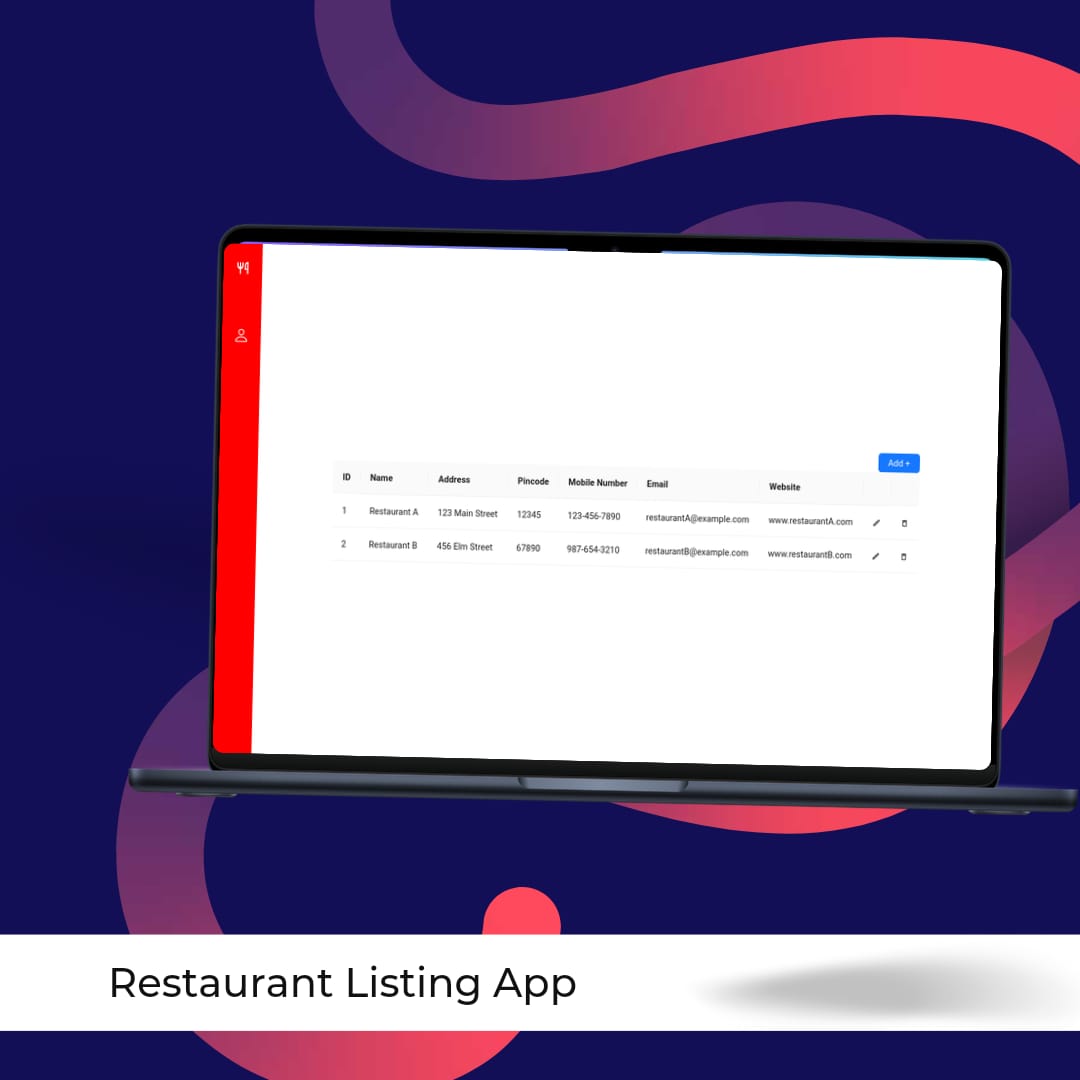 Add +
ID Name Address Pincode Mobile Number Email Website
1 Restaurant A 123 Main Street 12345 123-456-7890 restaurantA@example.com www.restaurantA.com
2 Restaurant B 456 Elm Street 67890 987-654-3210 restaurantB@example.com www.restaurantB.com
Restaurant Listing App